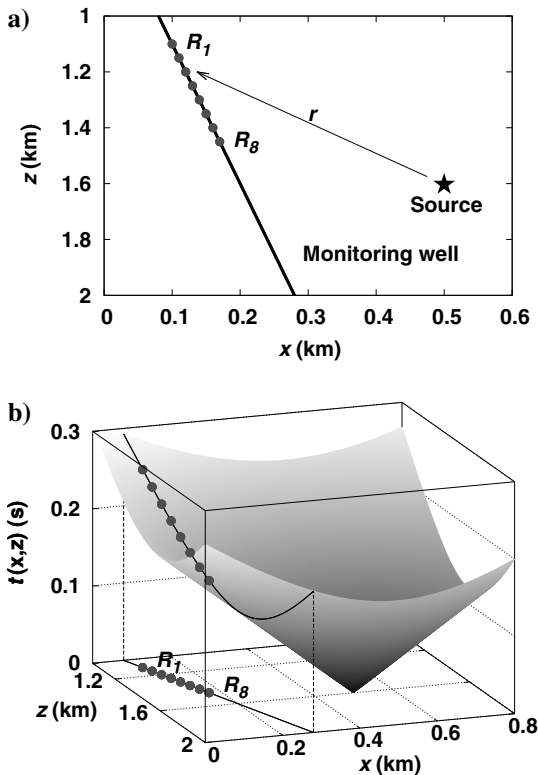 a)
1
1.2
1.4
1.6
1.8
2
z (km)
R1
R8
r
Source
Monitoring well
0 0.1 0.2 0.3 0.4 0.5 0.6
x (km)
b)
0.3
0.2
0.1
0
t(x,z) (s)
R1
R8
1.2
1.6
2
z (km)
0 0.2 0.4 0.6 0.8
x (km)